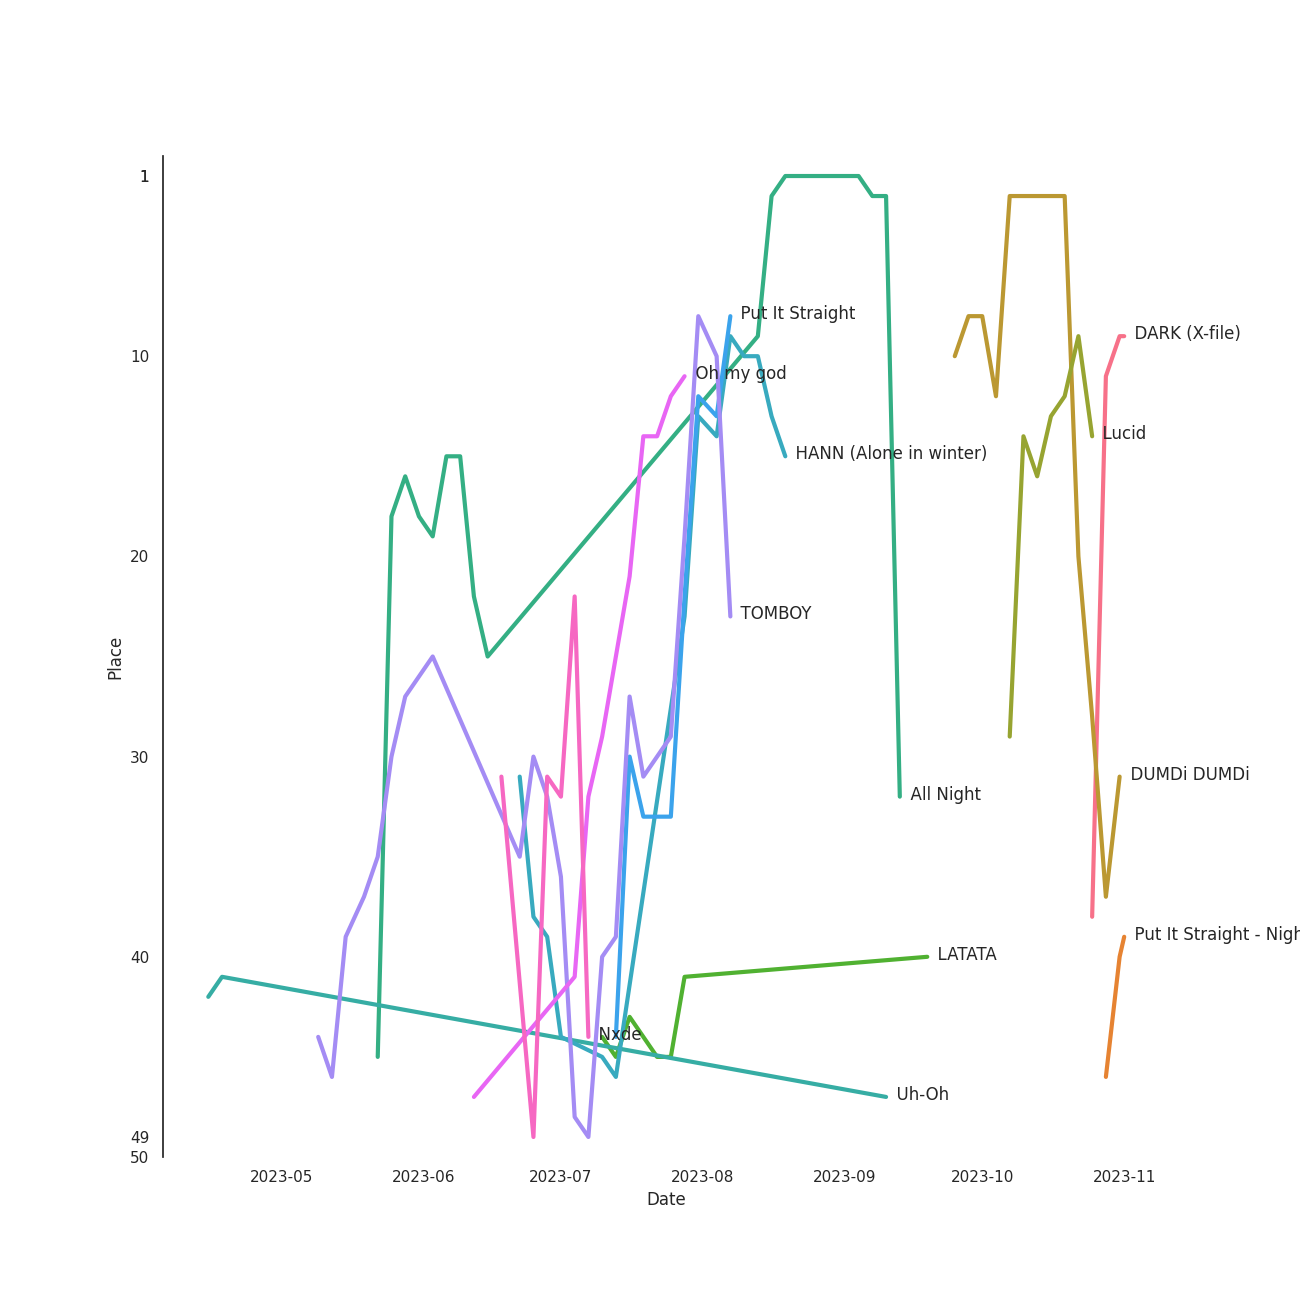 1
Put It Straight
DARK (X-file)
10
Oh my god
Lucid
HANN (Alone in winter)
20
TOMBOY
Place
30
DUMDi DUMDi
All Night
Put It Straight - Nigh
40
LATATA
Nxde
Uh-Oh
49
50
2023-05 2023-06 2023-07 2023-08 2023-09 2023-10 2023-11
Date